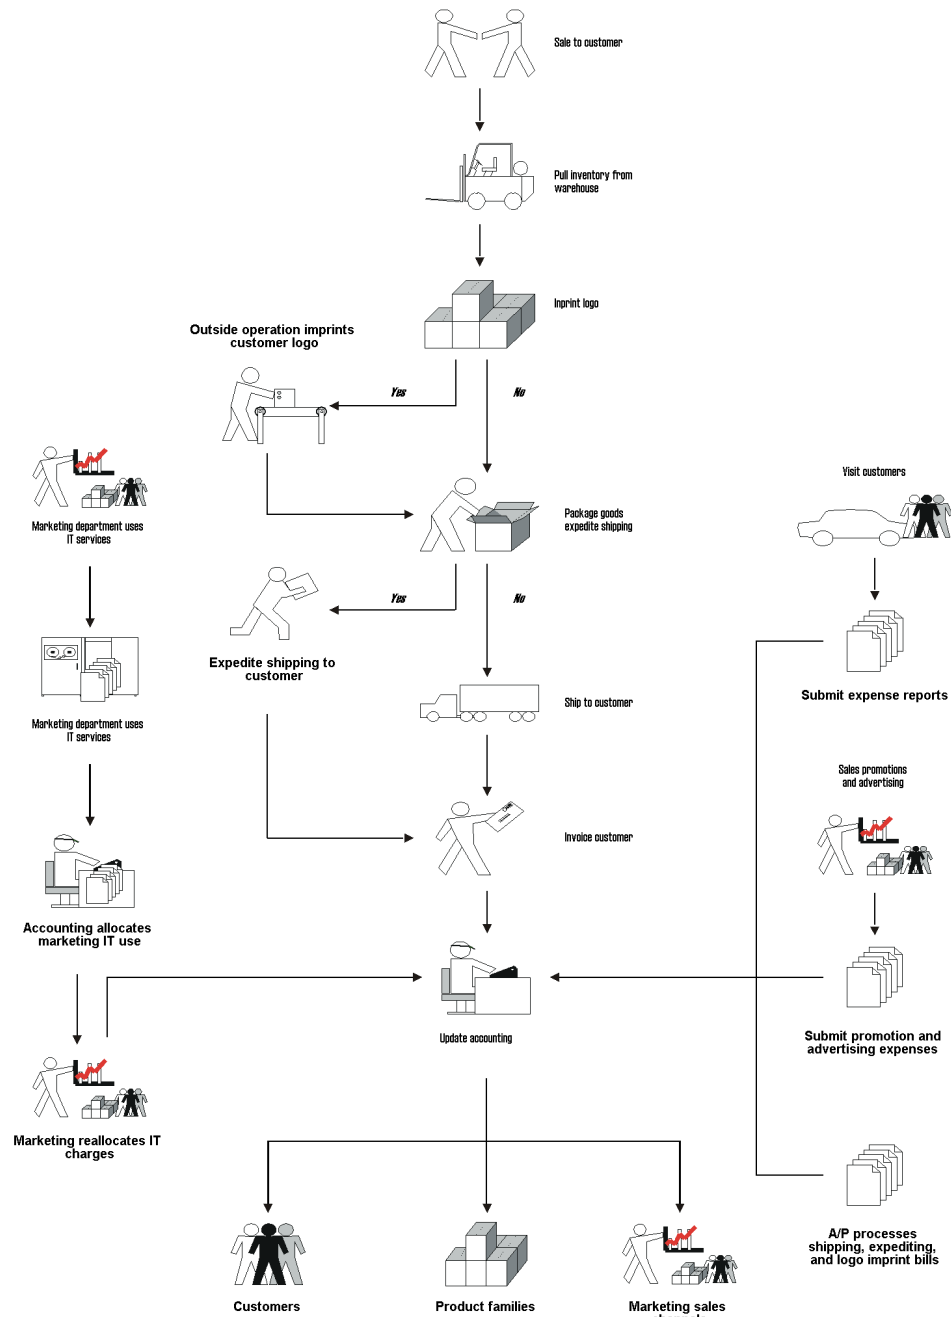 Sale to customer
Pull inventory from
warehouse
Inprint logo
Outside operation imprints
customer logo
Yes
No
Marketing department uses
IT services
Package goods
expedite shipping
Visit customers
Yes
No
Expedite shipping to
customer
Ship to customer
Submit expense reports
Marketing department uses
IT services
Sales promotions
and advertising
Invoice customer
Accounting allocates
marketing IT use
Update accounting
Submit promotion and
advertising expenses
Marketing reallocates IT
charges
A/P processes
shipping, expediting,
and logo imprint bills
Customers
Product families
Marketing sales